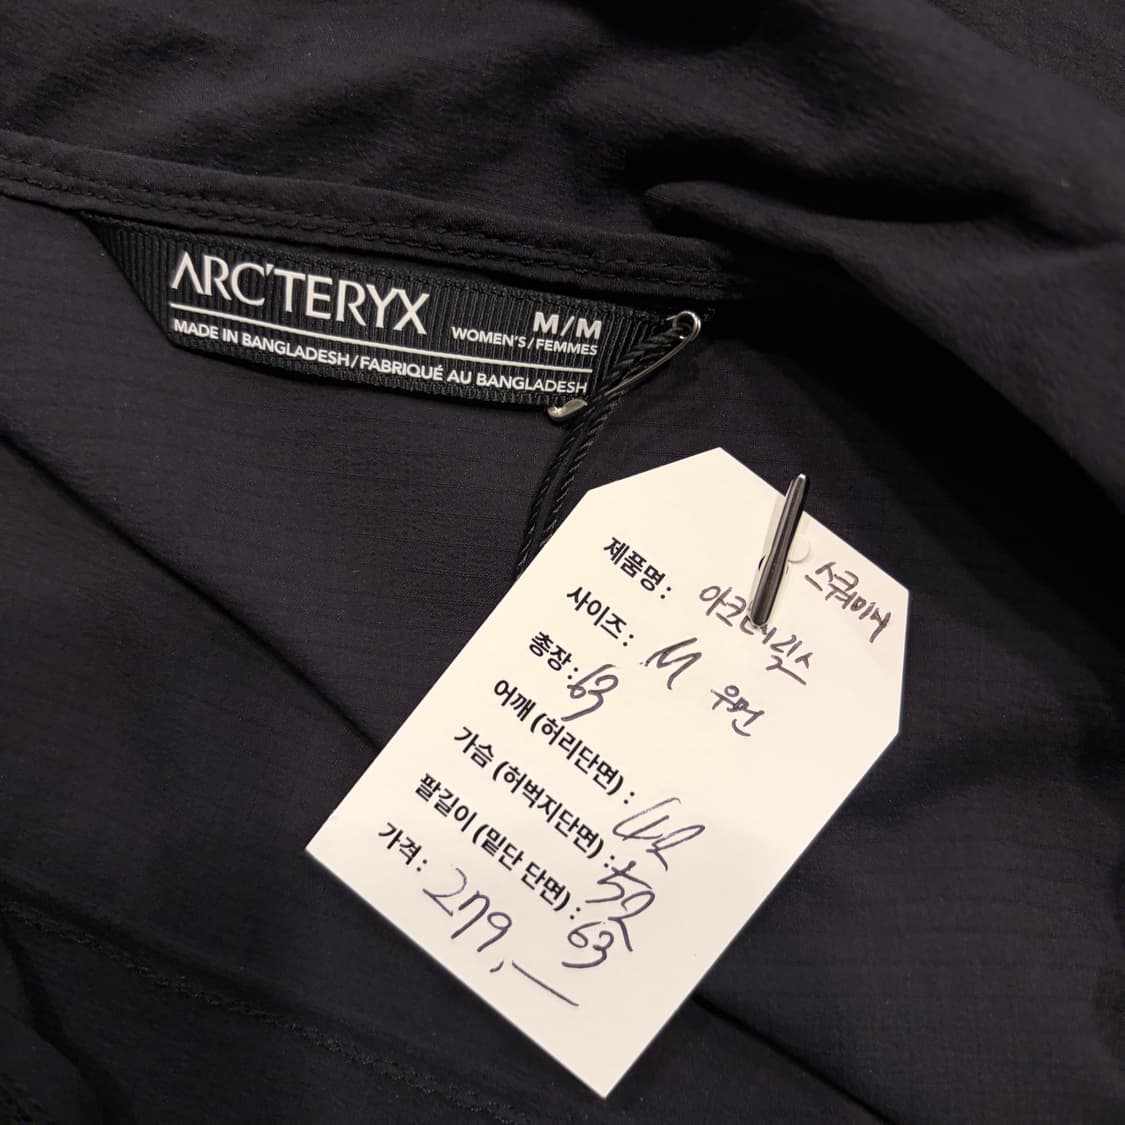 ARC'TERYX
M/M
WOMEN'S/FEMMES
MADE IN BANGLADESH/FABRIQUÉ AU BANGLADESH
스쿼미시
제품명: 아크테릭스
사이즈: M 우먼
총장: 63
어깨 (허리단면): 42
가슴 (허벅지단면): 52
팔길이 (밑단 단면): 63
가격: 279,—